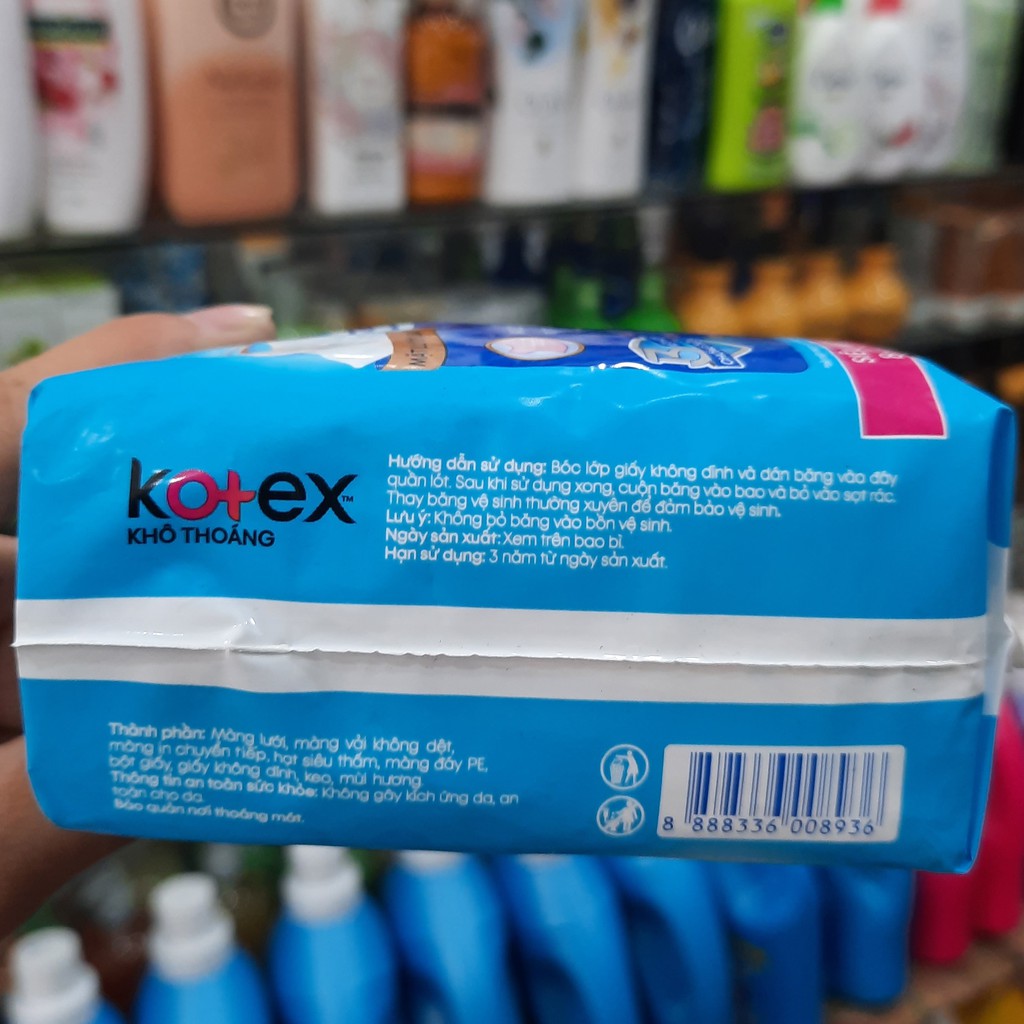 kotex™
KHÔ THOÁNG
Hướng dẫn sử dụng: Bóc lớp giấy không dính và dán băng vào đáy
quần lót. Sau khi sử dụng xong, cuộn băng vào bao và bỏ vào sọt rác.
Thay băng vệ sinh thường xuyên để đảm bảo vệ sinh.
Lưu ý: Không bỏ băng vào bồn vệ sinh.
Ngày sản xuất: Xem trên bao bì.
Hạn sử dụng: 3 năm từ ngày sản xuất.
Thành phần: Màng lưới, màng vải không dệt,
màng in chuyển tiếp, hạt siêu thấm, màng đáy PE,
bột giấy, giấy không dính, keo, mùi hương.
Thông tin an toàn sức khỏe: Không gây kích ứng da, an
toàn cho da.
Bảo quản nơi thoáng mát.
8 888336 008936